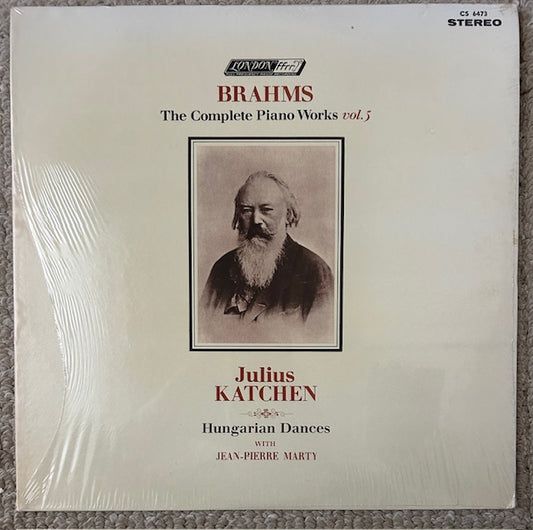 CS 6473
STEREO
LONDON ffrr
BRAHMS
The Complete Piano Works vol.5
Julius
KATCHEN
Hungarian Dances
WITH
JEAN-PIERRE MARTY